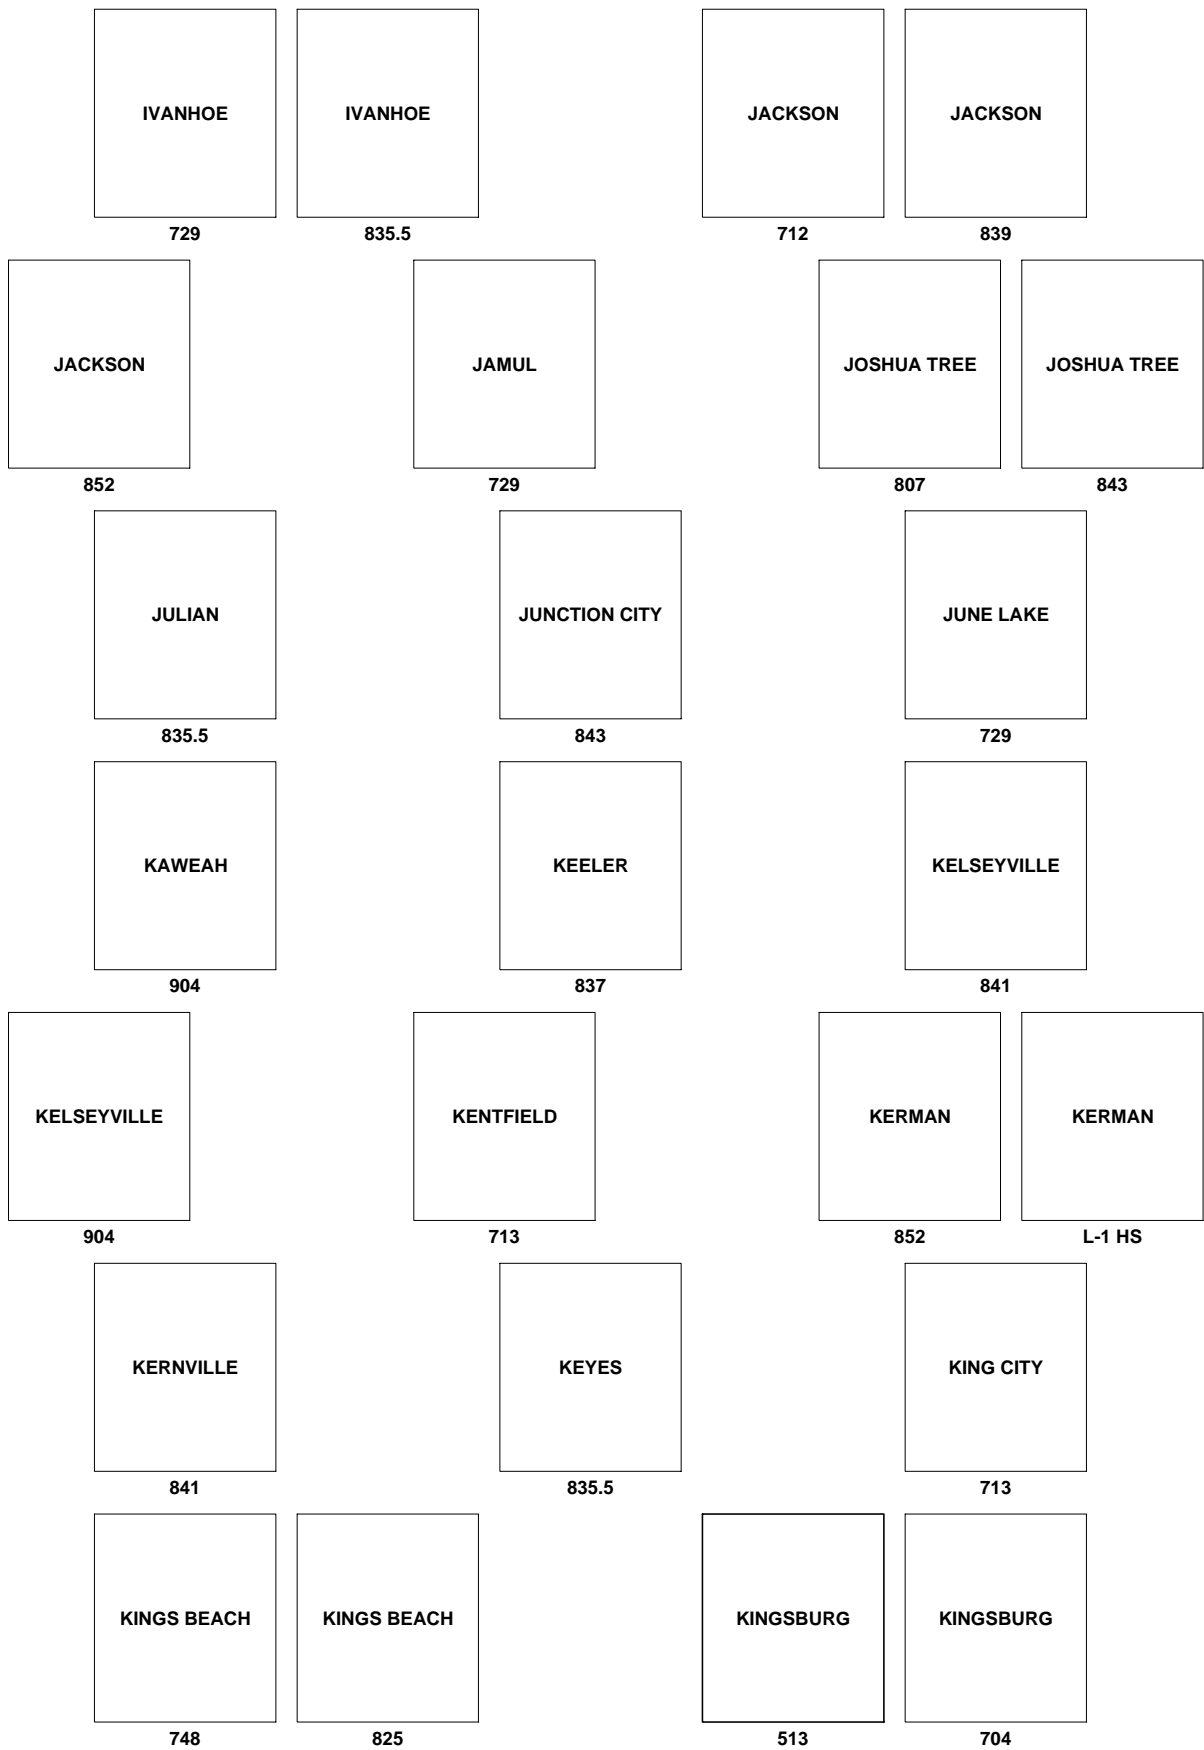 IVANHOE IVANHOE JACKSON JACKSON
729 835.5 712 839
JACKSON JAMUL JOSHUA TREE JOSHUA TREE
852 729 807 843
JULIAN JUNCTION CITY JUNE LAKE
835.5 843 729
KAWEAH KEELER KELSEYVILLE
904 837 841
KELSEYVILLE KENTFIELD KERMAN KERMAN
904 713 852 L-1 HS
KERNVILLE KEYES KING CITY
841 835.5 713
KINGS BEACH KINGS BEACH KINGSBURG KINGSBURG
748 825 513 704